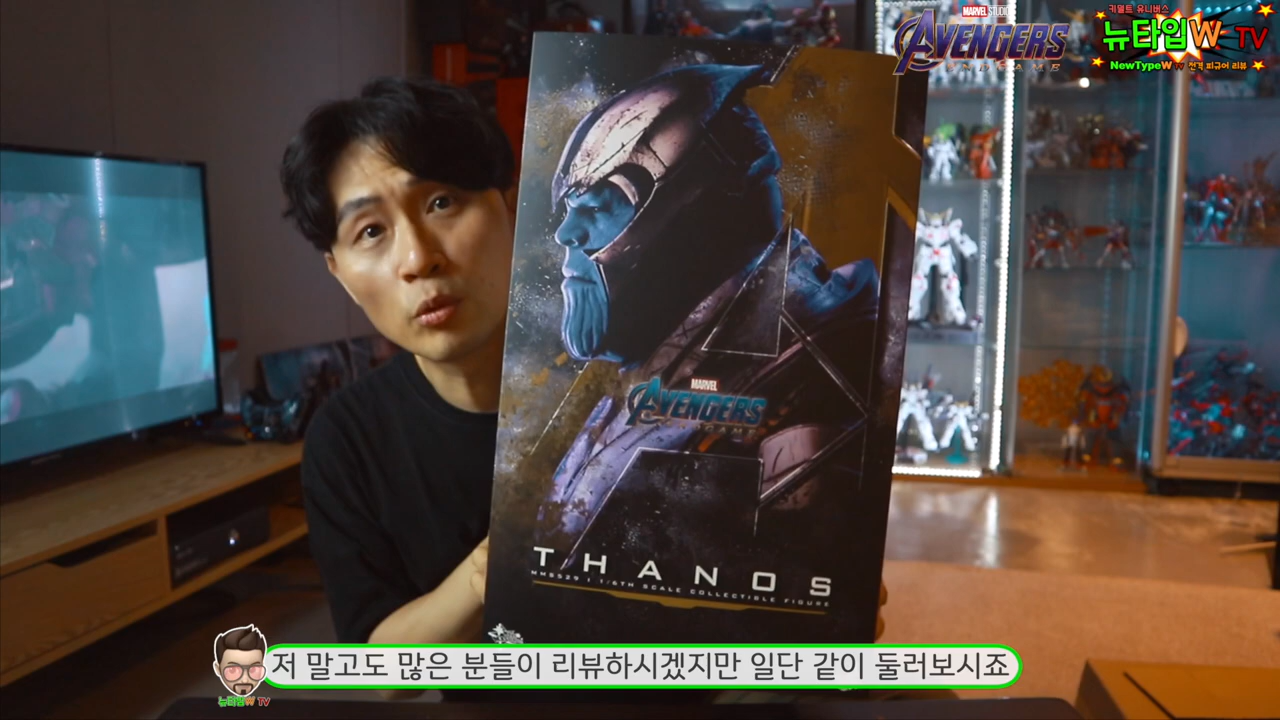 MARVEL STUDIOS
AVENGERS
ENDGAME
키덜트 유니버스
뉴타입W TV
NewTypeW TV 전격 피규어 리뷰
MARVEL
AVENGERS
ENDGAME
THANOS
MMS529 | 1/6TH SCALE COLLECTIBLE FIGURE
저 말고도 많은 분들이 리뷰하시겠지만 일단 같이 둘러보시죠
뉴타입W TV